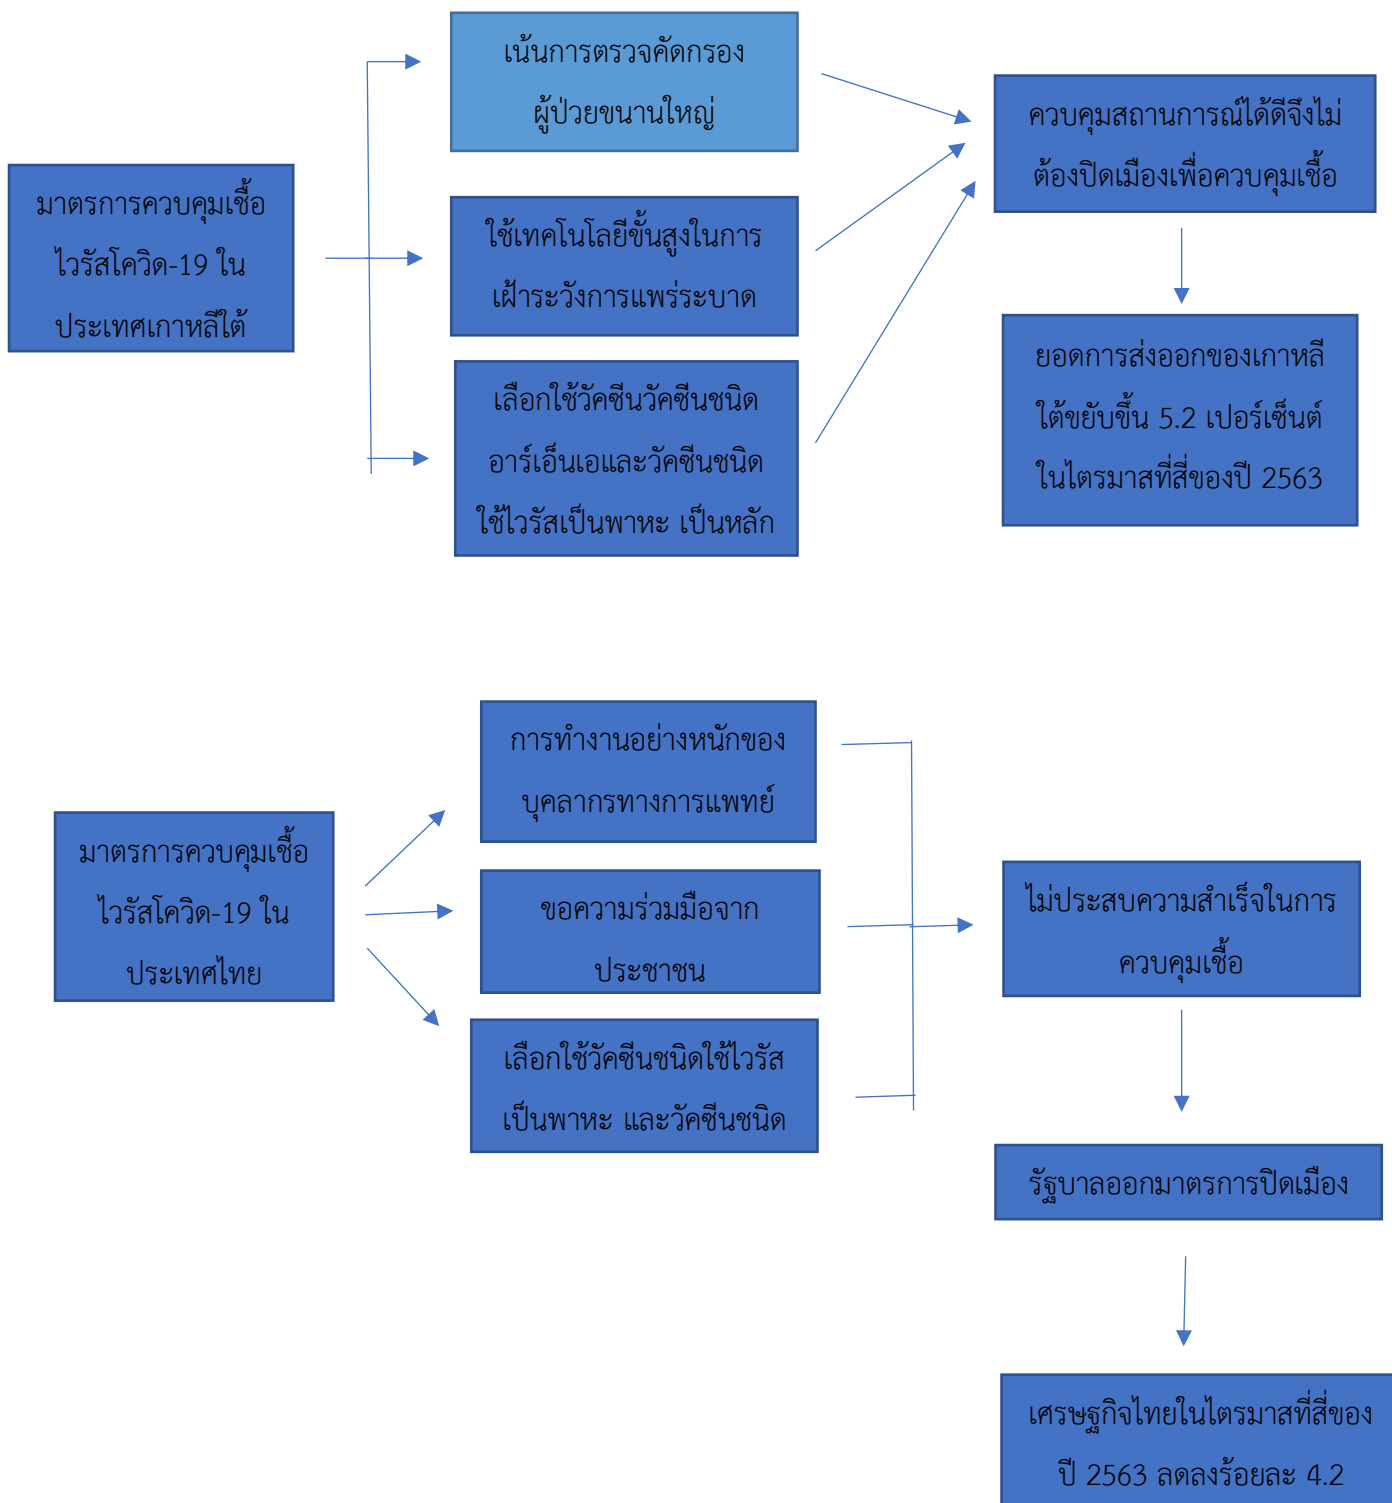 มาตรการควบคุมเชื้อ
ไวรัสโควิด-19 ใน
ประเทศเกาหลีใต้
เน้นการตรวจคัดกรอง
ผู้ป่วยขนานใหญ่
ใช้เทคโนโลยีขั้นสูงในการ
เฝ้าระวังการแพร่ระบาด
เลือกใช้วัคซีนวัคซีนชนิด
อาร์เอ็นเอและวัคซีนชนิด
ใช้ไวรัสเป็นพาหะ เป็นหลัก
ควบคุมสถานการณ์ได้ดีจึงไม่
ต้องปิดเมืองเพื่อควบคุมเชื้อ
ยอดการส่งออกของเกาหลี
ใต้ขยับขึ้น 5.2 เปอร์เซ็นต์
ในไตรมาสที่สี่ของปี 2563
มาตรการควบคุมเชื้อ
ไวรัสโควิด-19 ใน
ประเทศไทย
การทำงานอย่างหนักของ
บุคลากรทางการแพทย์
ขอความร่วมมือจาก
ประชาชน
เลือกใช้วัคซีนชนิดใช้ไวรัส
เป็นพาหะ และวัคซีนชนิด
ไม่ประสบความสำเร็จในการ
ควบคุมเชื้อ
รัฐบาลออกมาตรการปิดเมือง
เศรษฐกิจไทยในไตรมาสที่สี่ของ
ปี 2563 ลดลงร้อยละ 4.2